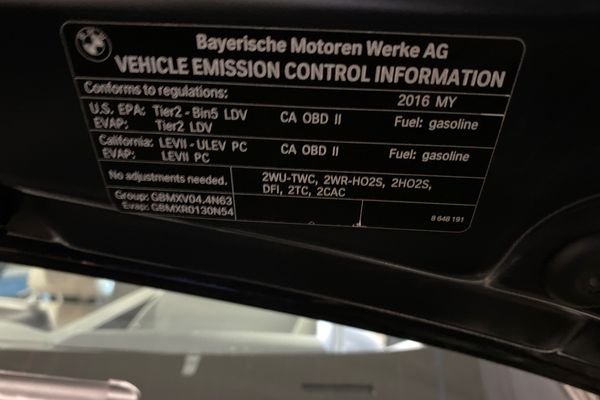 BMW
Bayerische Motoren Werke AG
VEHICLE EMISSION CONTROL INFORMATION
Conforms to regulations: 2016 MY
U.S. EPA: Tier2 - Bin5 LDV CA OBD II Fuel: gasoline
EVAP: Tier2 LDV
California: LEVII - ULEV PC CA OBD II Fuel: gasoline
EVAP: LEVII PC
No adjustments needed. 2WU-TWC, 2WR-HO2S, 2HO2S,
DFI, 2TC, 2CAC
Group: GBMXV04.4N63
Evap: GBMXR0130N54 8 648 191